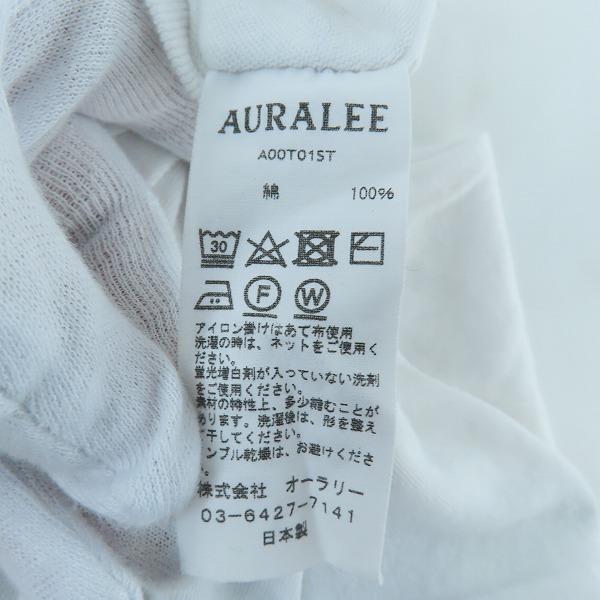 AURALEE
A00T01ST
綿 100%
30
F W
アイロン掛けはあて布使用
洗濯の時は、ネットをご使用く
ださい。
蛍光増白剤が入っていない洗剤
をご使用ください。
素材の特性上、多少縮むことが
あります。洗濯後は、形を整え
て干してください。
タンブル乾燥は、お避けくださ
い。
株式会社 オーラリー
03-6427-7141
日本製